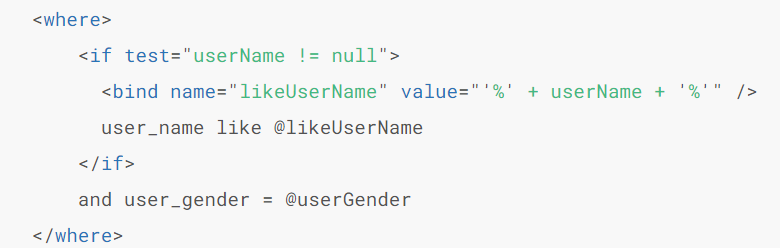 <where>
<if test="userName != null">
<bind name="likeUserName" value="'%' + userName + '%'" />
user_name like @likeUserName
</if>
and user_gender = @userGender
</where>